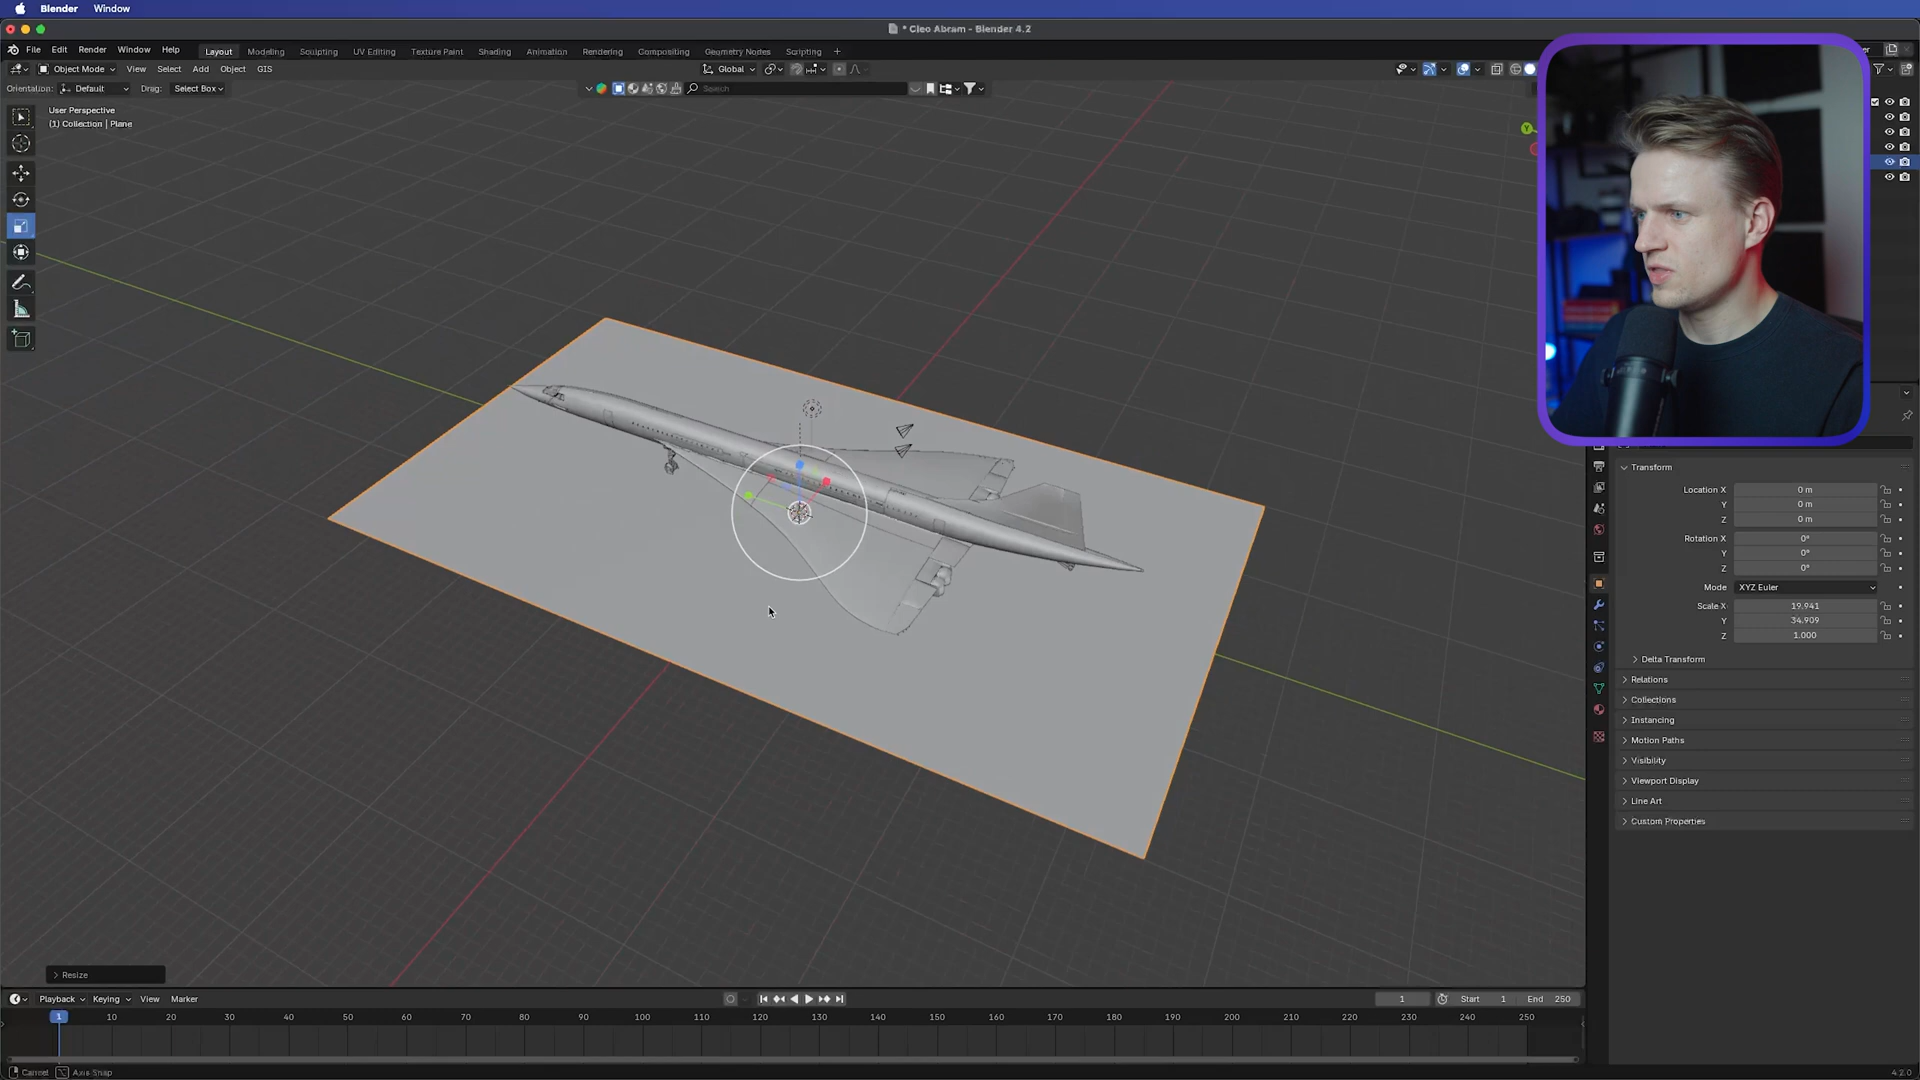 Blender Window
* Cleo Abram - Blender 4.2
File Edit Render Window Help Layout Modeling Sculpting UV Editing Texture Paint Shading Animation Rendering Compositing Geometry Nodes Scripting +
Object Mode View Select Add Object GIS Global
Orientation: Default Drag: Select Box Search
User Perspective
(1) Collection | Plane
Transform
Location X 0 m
Y 0 m
Z 0 m
Rotation X 0°
Y 0°
Z 0°
Mode XYZ Euler
Scale X 19.941
Y 34.909
Z 1.000
Delta Transform
Relations
Collections
Instancing
Motion Paths
Visibility
Viewport Display
Line Art
Custom Properties
Resize
Playback Keying View Marker 1 Start 1 End 250
1 10 20 30 40 50 60 70 80 90 100 110 120 130 140 150 160 170 180 190 200 210 220 230 240 250
Cancel Axis Snap 4.2.0